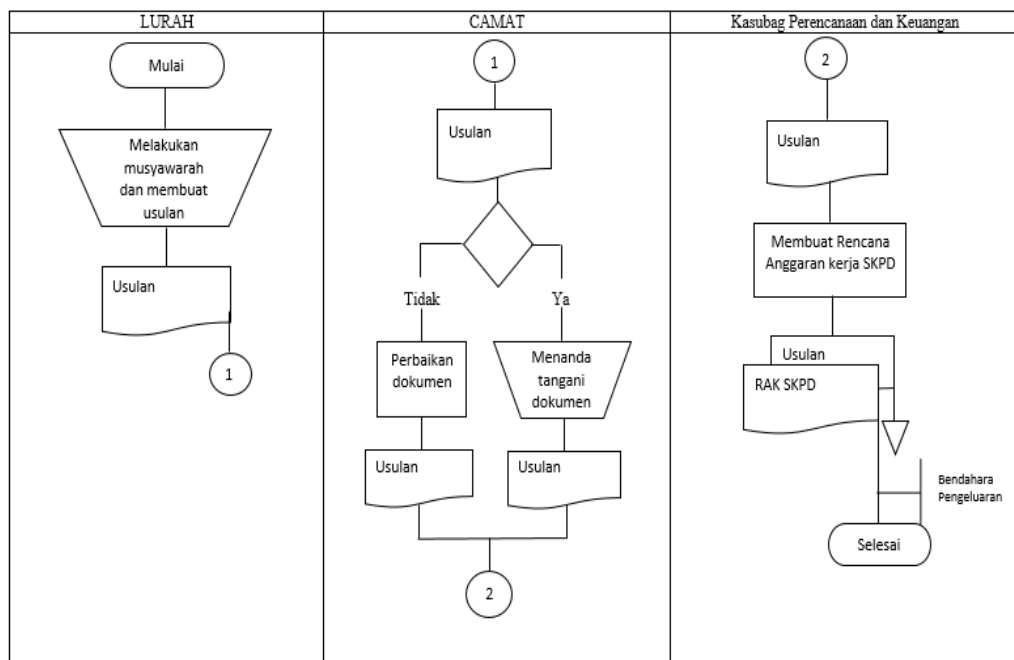 LURAH
Mulai
Melakukan
musyawarah
dan membuat
usulan
Usulan
1
CAMAT
1
Usulan
Tidak
Ya
Perbaikan
dokumen
Menanda
tangani
dokumen
Usulan
Usulan
2
Kasubag Perencanaan dan Keuangan
2
Usulan
Membuat Rencana
Anggaran kerja SKPD
Usulan
RAK SKPD
Bendahara
Pengeluaran
Selesai